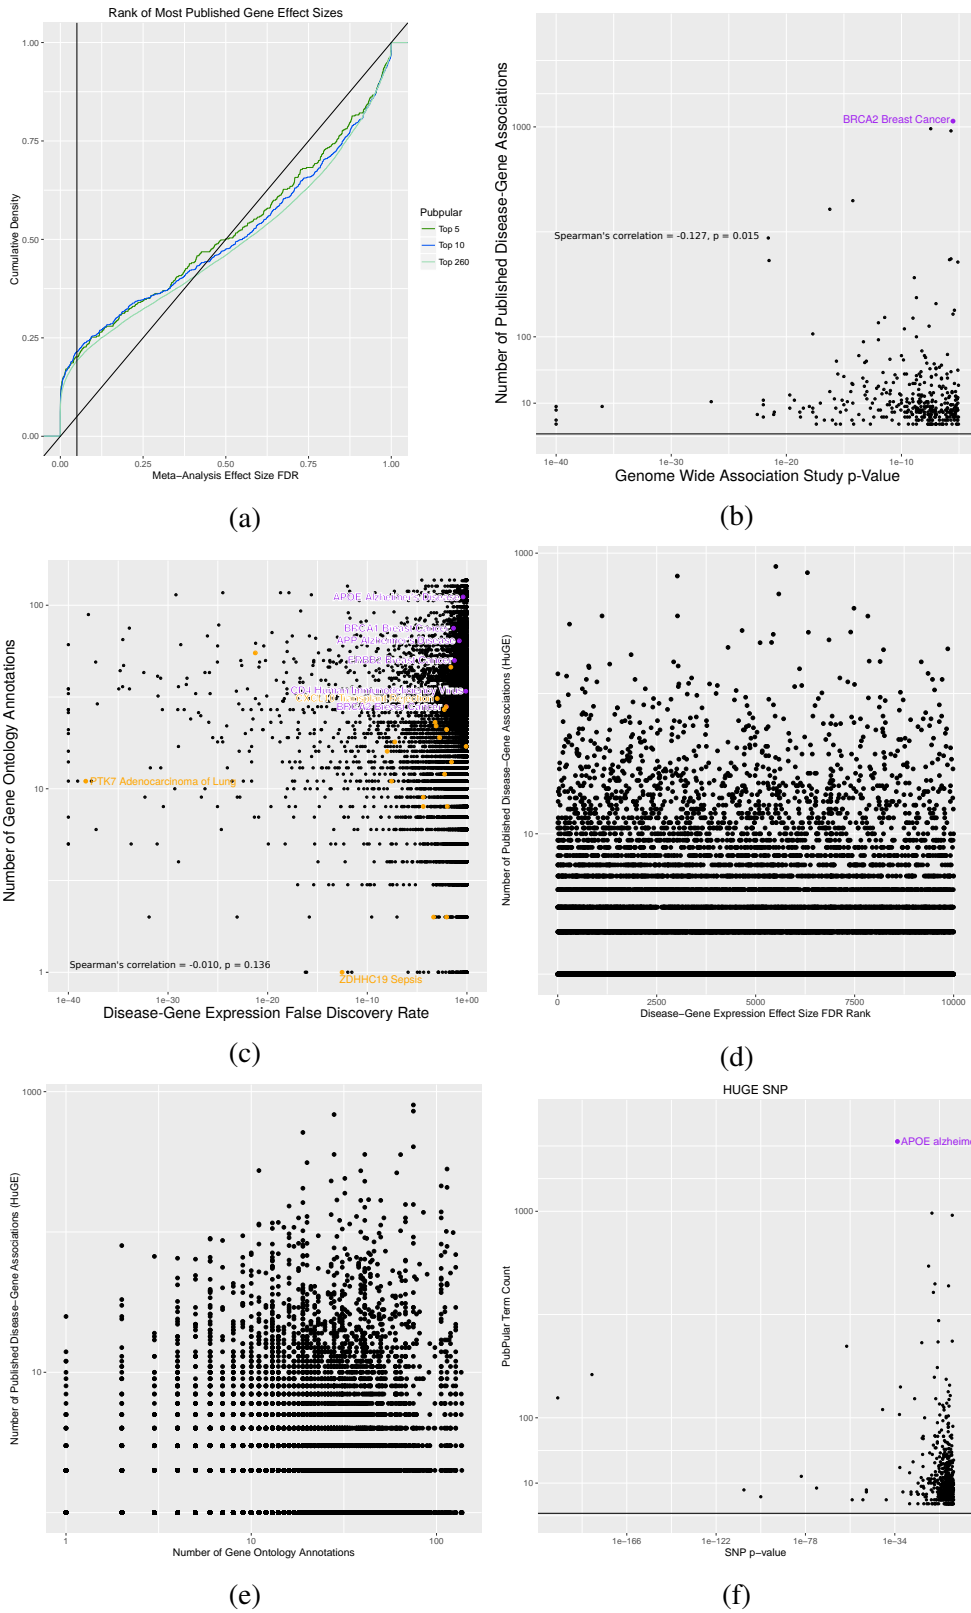 Rank of Most Published Gene Effect Sizes
1.00
0.75
0.50
0.25
0.00
Cumulative Density
0.00 0.25 0.50 0.75 1.00
Meta-Analysis Effect Size FDR
Pubpular
Top 5
Top 10
Top 260
(a)
Number of Published Disease-Gene Associations
1000
100
10
BRCA2 Breast Cancer
Spearman's correlation = -0.127, p = 0.015
1e-40 1e-30 1e-20 1e-10
Genome Wide Association Study p-Value
(b)
Number of Gene Ontology Annotations
100
10
1
APOE Alzheimer's Disease
BRCA1 Breast Cancer
APP Alzheimer's Disease
ERBB2 Breast Cancer
CD4 Human Immunodeficiency Virus
BRCA2 Breast Cancer
PTK7 Adenocarcinoma of Lung
Spearman's correlation = -0.010, p = 0.136
ZDHHC19 Sepsis
1e-40 1e-30 1e-20 1e-10 1e+00
Disease-Gene Expression False Discovery Rate
(c)
Number of Published Disease-Gene Associations (HuGE)
1000
10
0 2500 5000 7500 10000
Disease-Gene Expression Effect Size FDR Rank
(d)
Number of Published Disease-Gene Associations (HuGE)
1000
10
1 10 100
Number of Gene Ontology Annotations
(e)
HUGE SNP
PubPular Term Count
1000
100
10
APOE alzheime
1e-166 1e-122 1e-78 1e-34
SNP p-value
(f)